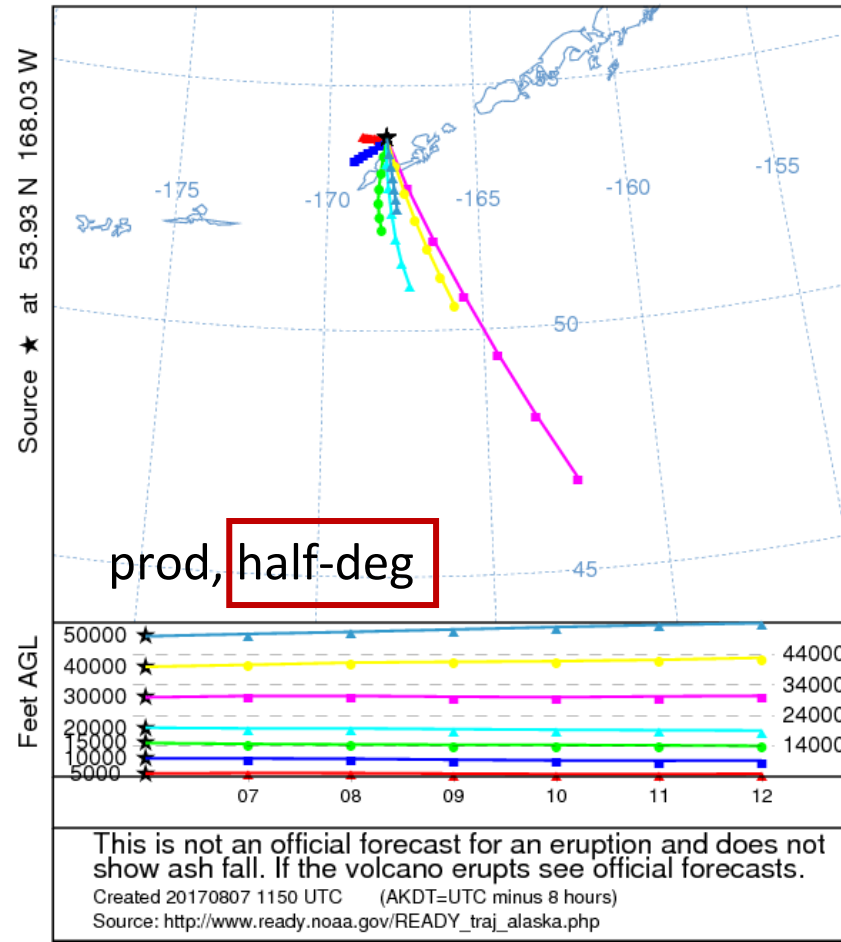 Source ★ at 53.93 N 168.03 W
-155
-175
-170
-165
-160
50
prod, half-deg
45
Feet AGL
50000
40000
30000
20000
15000
10000
5000
44000
34000
24000
14000
07 08 09 10 11 12
This is not an official forecast for an eruption and does not
show ash fall. If the volcano erupts see official forecasts.
Created 20170807 1150 UTC (AKDT=UTC minus 8 hours)
Source: http://www.ready.noaa.gov/READY_traj_alaska.php